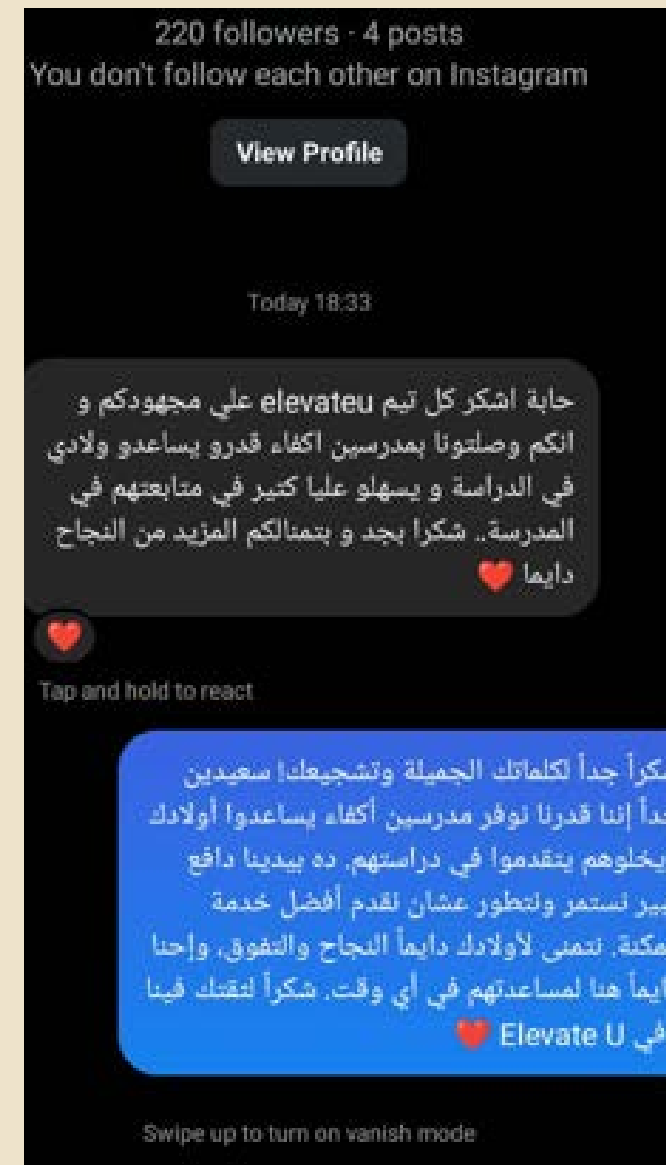 220 followers · 4 posts
You don't follow each other on Instagram
View Profile
Today 18:33
حابة اشكر كل تيم elevateu علي مجهودكم و
انكم وصلتونا بمدرسين اكفاء قدرو يساعدو ولادي
في الدراسة و يسهلو عليا كتير في متابعتهم في
المدرسة.. شكرا بجد و بتمنالكم المزيد من النجاح
دايما ❤️
❤️
Tap and hold to react
جداً لكلماتك الجميلة وتشجيعك! سعيدين
إننا قدرنا نوفر مدرسين أكفاء يساعدوا أولادك
يخلوهم يتقدموا في دراستهم. ده بيدينا دافع
نستمر ونتطور عشان نقدم أفضل خدمة
نتمنى لأولادك دايماً النجاح والتفوق، وإحنا
هنا لمساعدتهم في أي وقت. شكراً لثقتك فينا
في Elevate U ❤️
Swipe up to turn on vanish mode